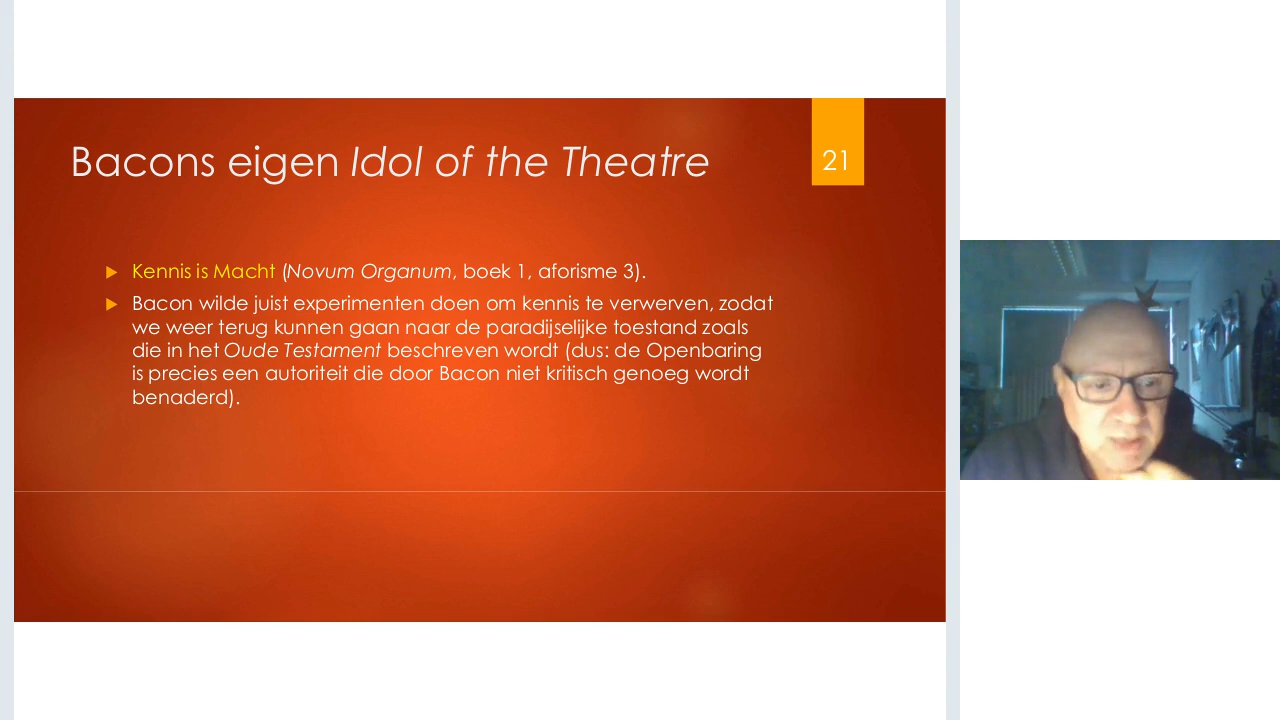 Bacons eigen Idol of the Theatre
21
Kennis is Macht (Novum Organum, boek 1, aforisme 3).
Bacon wilde juist experimenten doen om kennis te verwerven, zodat
we weer terug kunnen gaan naar de paradijselijke toestand zoals
die in het Oude Testament beschreven wordt (dus: de Openbaring
is precies een autoriteit die door Bacon niet kritisch genoeg wordt
benaderd).